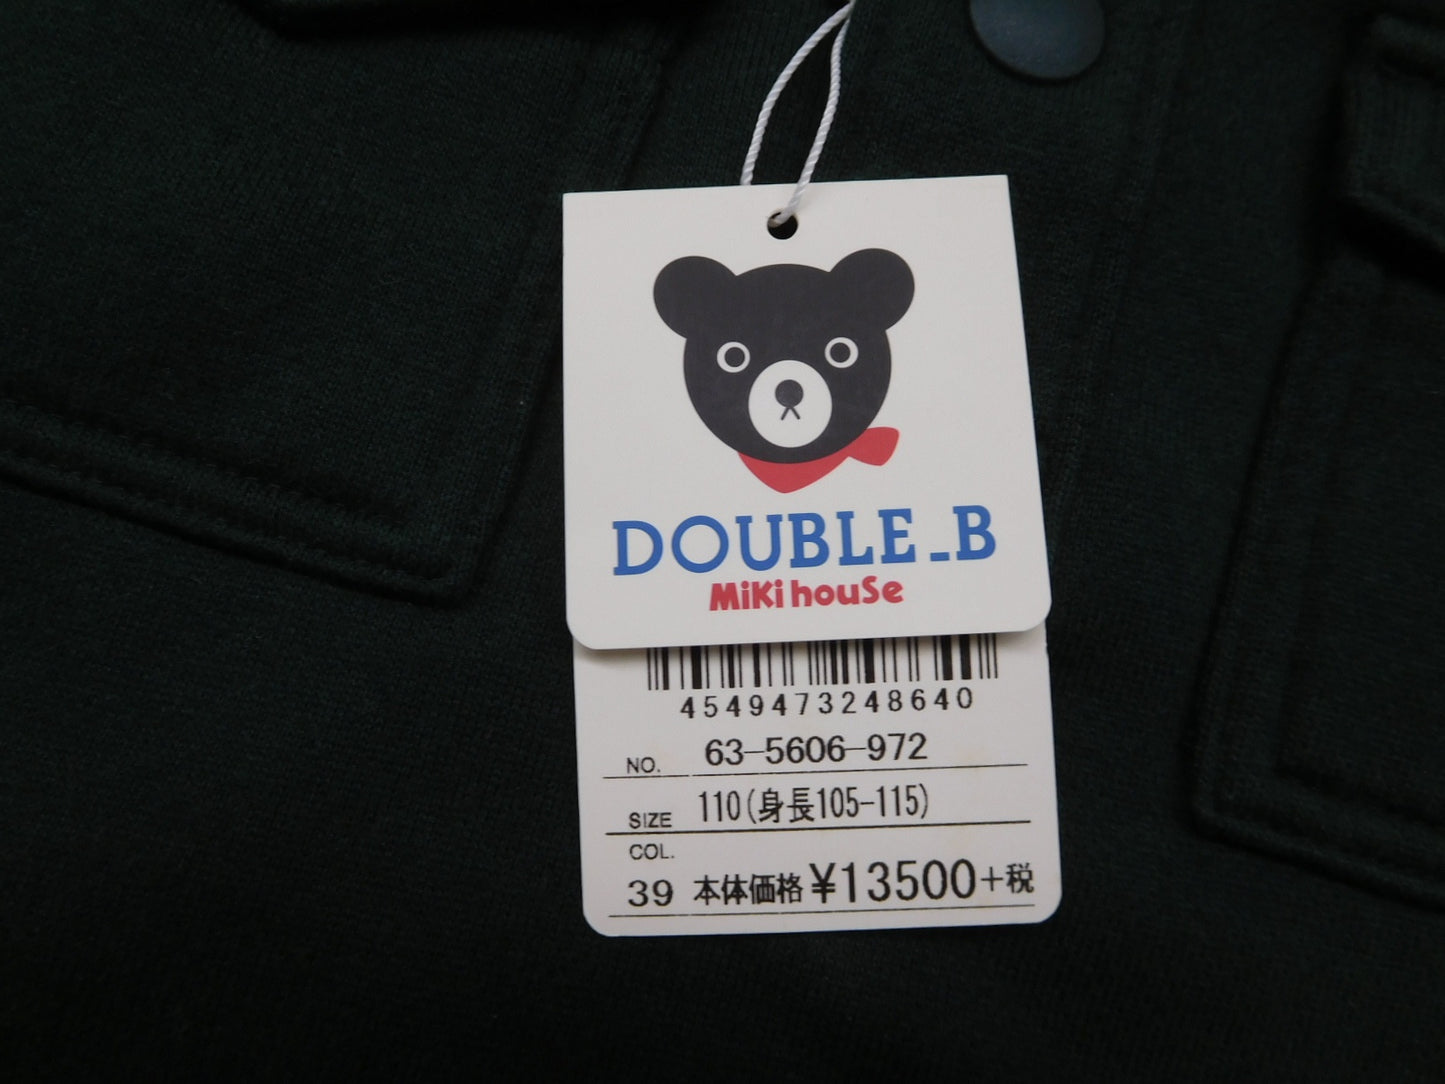 DOUBLE_B
MiKi houSe
4549473248640
NO. 63-5606-972
SIZE 110(身長105-115)
COL.
39 本体価格 ¥13500+税